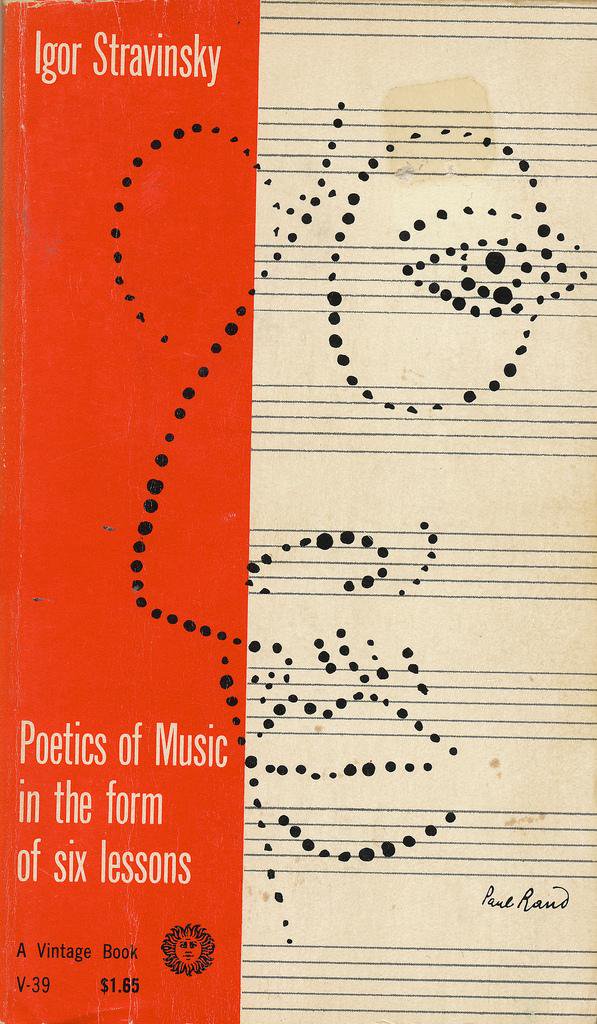 Igor Stravinsky
Poetics of Music
in the form
of six lessons
Paul Rand
A Vintage Book
V-39 $1.65